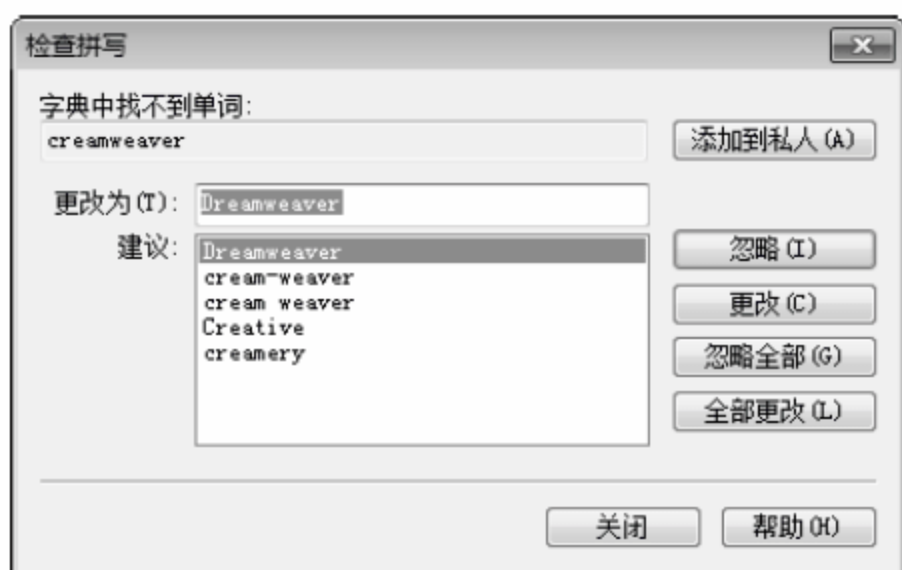 检查拼写
字典中找不到单词:
creamweaver
添加到私人(A)
更改为(T):
Dreamweaver
建议:
Dreamweaver
cream-weaver
cream weaver
Creative
creamery
忽略(I)
更改(C)
忽略全部(G)
全部更改(L)
关闭
帮助(H)